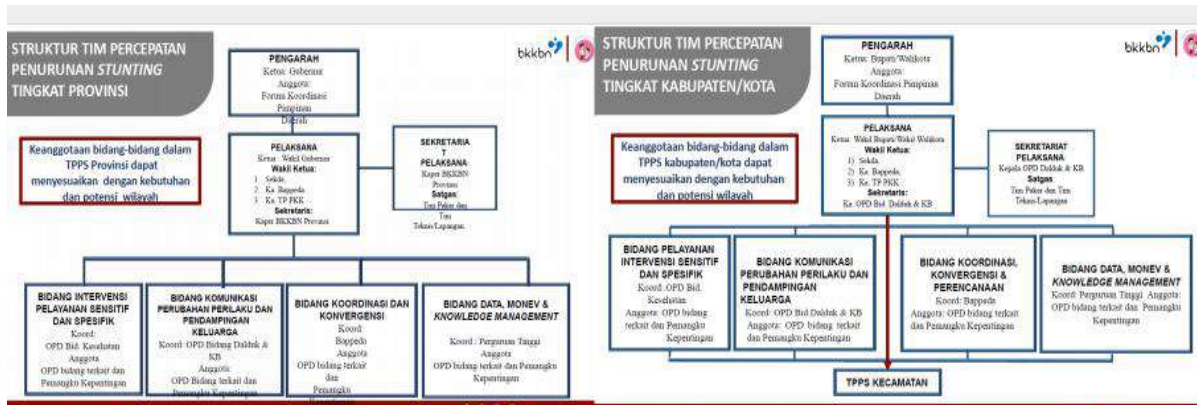 STRUKTUR TIM PERCEPATAN
PENURUNAN STUNTING
TINGKAT PROVINSI
bkkbn
PENGARAH
Ketua: Gubernur
Anggota:
Forum Koordinasi
Pimpinan
Daerah
Keanggotaan bidang-bidang dalam
TPPS Provinsi dapat
menyesuaikan dengan kebutuhan
dan potensi wilayah
PELAKSANA
Ketua : Wakil Gubernur
Wakil Ketua:
1. Sekda,
2. Ka. Bappeda
3. Ka. TP PKK
Sekretaris:
Kaper BKKBN Provinsi
SEKRETARIA
T
PELAKSANA
Kaper BKKBN
Provinsi
Satgas:
Tim Pakar dan
Tim
Teknis/Lapangan
BIDANG INTERVENSI
PELAYANAN SENSITIF
DAN SPESIFIK
Koord:
OPD Bid. Kesehatan
Anggota
OPD bidang terkait dan
Pemangku Kepentingan
BIDANG KOMUNIKASI
PERUBAHAN PERILAKU DAN
PENDAMPINGAN
KELUARGA
Koord: OPD Bidang Dalduk &
KB
Anggota:
OPD Bidang terkait dan
Pemangku Kepentingan
BIDANG KOORDINASI DAN
KONVERGENSI
Koord:
Bappeda
Anggota
OPD bidang terkait
dan
Pemangku
BIDANG DATA, MONEV &
KNOWLEDGE MANAGEMENT
Koord : Perguruan Tinggi
Anggota
OPD bidang terkait dan Pemangku
Kepentingan
STRUKTUR TIM PERCEPATAN
PENURUNAN STUNTING
TINGKAT KABUPATEN/KOTA
bkkbn
PENGARAH
Ketua: Bupati/Walikota
Anggota:
Forum Koordinasi Pimpinan
Daerah
Keanggotaan bidang-bidang dalam
TPPS kabupaten/kota dapat
menyesuaikan dengan kebutuhan
dan potensi wilayah
PELAKSANA
Ketua: Wakil Bupati/Wakil Walikota
Wakil Ketua:
1) Sekda,
2) Ka. Bappeda,
3) Ka. TP PKK
Sekretaris:
Ka. OPD Bid. Dalduk & KB
SEKRETARIAT
PELAKSANA
Kepala OPD Dalduk & KB
Satgas:
Tim Pakar dan Tim
Teknis Lapangan
BIDANG PELAYANAN
INTERVENSI SENSITIF
DAN SPESIFIK
Koord: OPD Bid.
Kesehatan
Anggota: OPD bidang
terkait dan Pemangku
Kepentingan
BIDANG KOMUNIKASI
PERUBAHAN PERILAKU DAN
PENDAMPINGAN
KELUARGA
Koord: OPD Bid Dalduk & KB
Anggota: OPD bidang terkait
dan Pemangku Kepentingan
BIDANG KOORDINASI,
KONVERGENSI &
PERENCANAAN
Koord: Bappeda
Anggota: OPD bidang terkait
dan Pemangku Kepentingan
BIDANG DATA, MONEV &
KNOWLEDGE MANAGEMENT
Koord: Perguruan Tinggi Anggota:
OPD bidang terkait dan Pemangku
Kepentingan
TPPS KECAMATAN